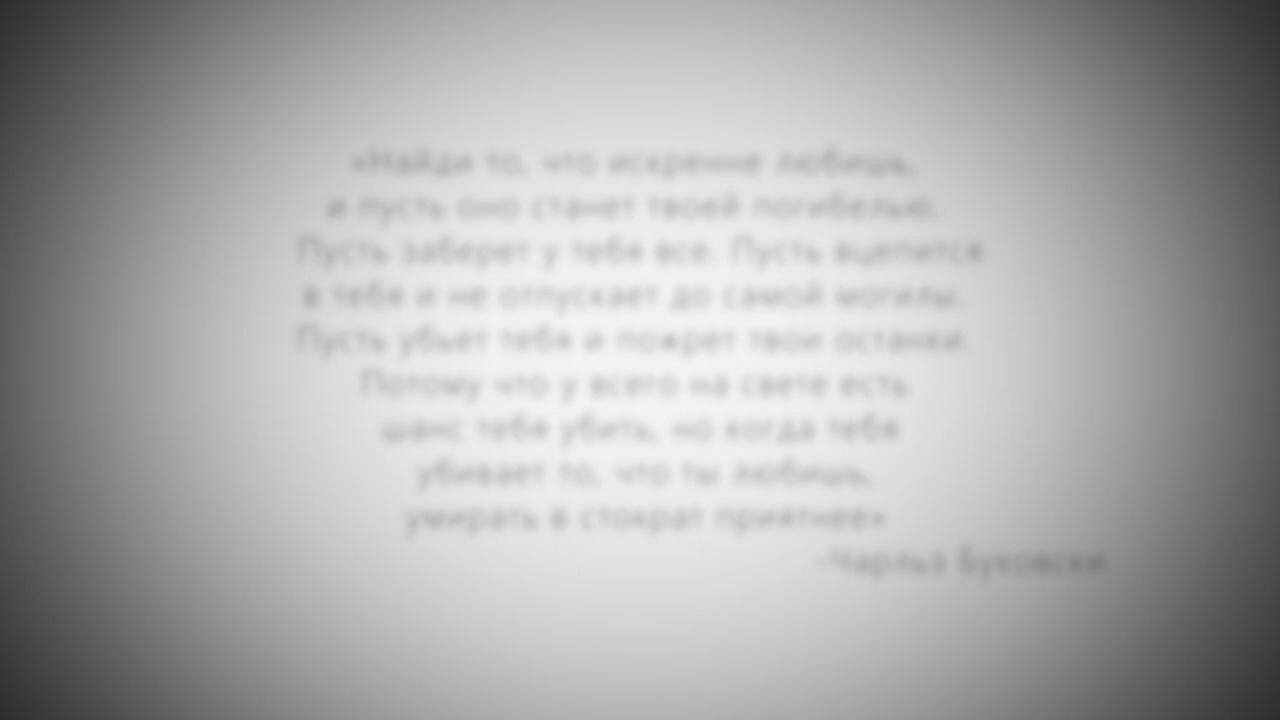 «Найди то, что искренне любишь,
и пусть оно станет твоей погибелью.
Пусть заберет у тебя все. Пусть вцепится
в тебя и не отпускает до самой могилы.
Пусть убьет тебя и пожрет твои останки.
Потому что у всего на свете есть
шанс тебя убить, но когда тебя
убивает то, что ты любишь,
умирать в стократ приятнее»
-Чарльз Буковски